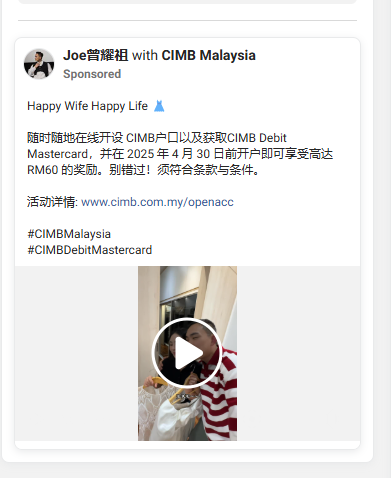 Joe曾耀祖 with CIMB Malaysia
Sponsored
Happy Wife Happy Life 👗
随时随地在线开设 CIMB户口以及获取CIMB Debit
Mastercard，并在 2025 年 4 月 30 日前开户即可享受高达
RM60 的奖励。别错过！须符合条款与条件。
活动详情: www.cimb.com.my/openacc
#CIMBMalaysia
#CIMBDebitMastercard